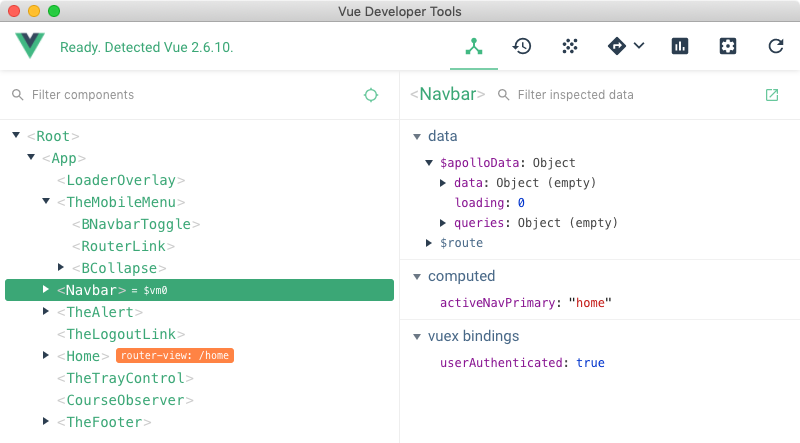 Vue Developer Tools
Ready. Detected Vue 2.6.10.
Filter components
<Root>
<App>
<LoaderOverlay>
<TheMobileMenu>
<BNavbarToggle>
<RouterLink>
<BCollapse>
<Navbar> = $vm0
<TheAlert>
<TheLogoutLink>
<Home> router-view: /home
<TheTrayControl>
<CourseObserver>
<TheFooter>
<Navbar> Filter inspected data
data
$apolloData: Object
data: Object (empty)
loading: 0
queries: Object (empty)
$route
computed
activeNavPrimary: "home"
vuex bindings
userAuthenticated: true